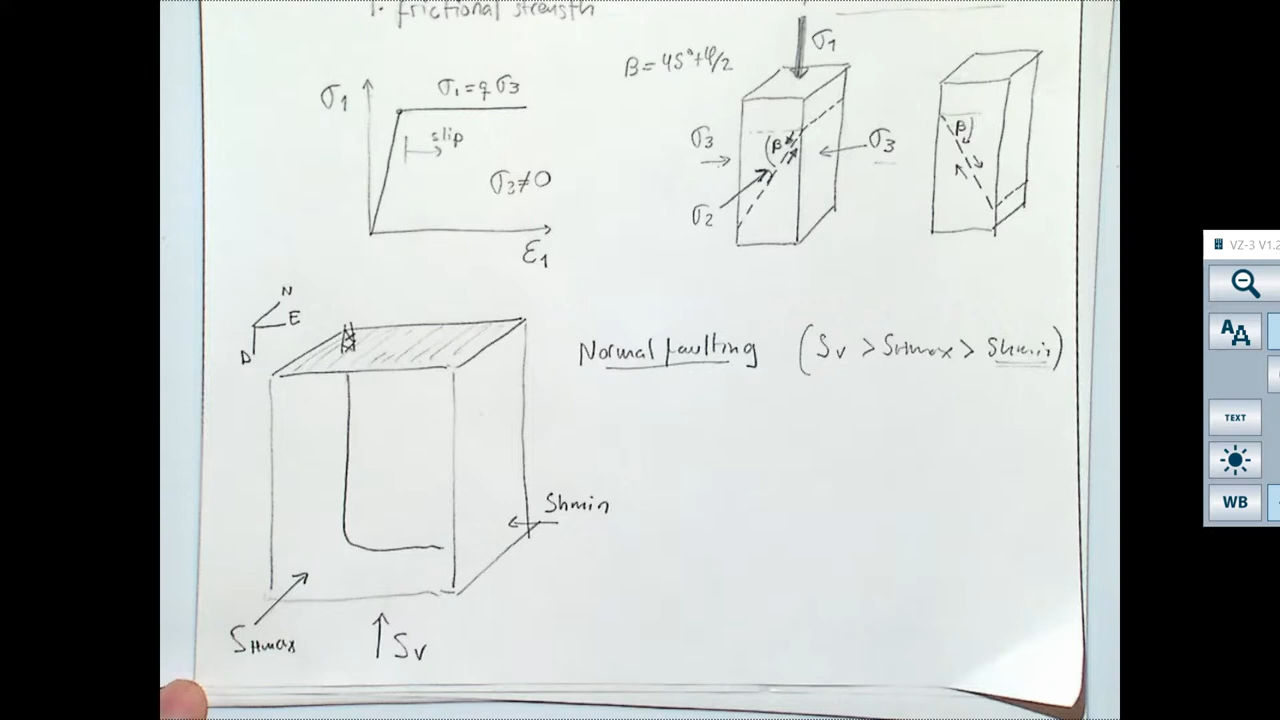 1. frictional strength
σ1
β = 45°+φ/2
σ1
σ1 = q σ3
slip
σ3≠0
ε1
σ3
β
σ3
σ2
β
N
E
D
Normal faulting (Sv > SHmax > Shmin)
Shmin
SHmax
Sv
VZ-3 V1.2
AA
TEXT
WB